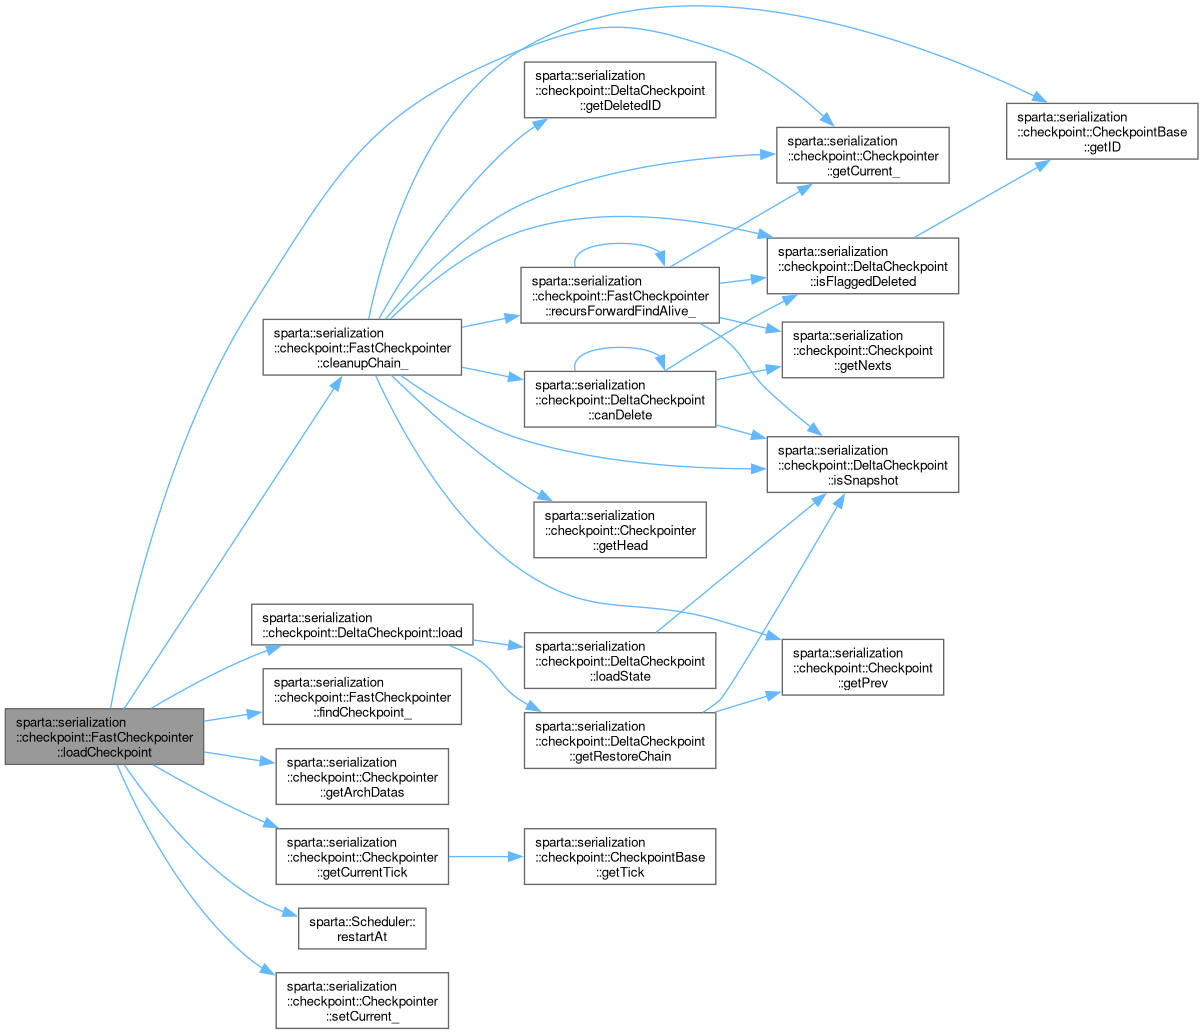 sparta::serialization
::checkpoint::FastCheckpointer
::loadCheckpoint
sparta::serialization
::checkpoint::FastCheckpointer
::cleanupChain_
sparta::serialization
::checkpoint::DeltaCheckpoint::load
sparta::serialization
::checkpoint::FastCheckpointer
::findCheckpoint_
sparta::serialization
::checkpoint::Checkpointer
::getArchDatas
sparta::serialization
::checkpoint::Checkpointer
::getCurrentTick
sparta::Scheduler::
restartAt
sparta::serialization
::checkpoint::Checkpointer
::setCurrent_
sparta::serialization
::checkpoint::DeltaCheckpoint
::getDeletedID
sparta::serialization
::checkpoint::FastCheckpointer
::recursForwardFindAlive_
sparta::serialization
::checkpoint::DeltaCheckpoint
::canDelete
sparta::serialization
::checkpoint::Checkpointer
::getHead
sparta::serialization
::checkpoint::DeltaCheckpoint
::loadState
sparta::serialization
::checkpoint::DeltaCheckpoint
::getRestoreChain
sparta::serialization
::checkpoint::CheckpointBase
::getTick
sparta::serialization
::checkpoint::Checkpointer
::getCurrent_
sparta::serialization
::checkpoint::DeltaCheckpoint
::isFlaggedDeleted
sparta::serialization
::checkpoint::Checkpoint
::getNexts
sparta::serialization
::checkpoint::DeltaCheckpoint
::isSnapshot
sparta::serialization
::checkpoint::Checkpoint
::getPrev
sparta::serialization
::checkpoint::CheckpointBase
::getID